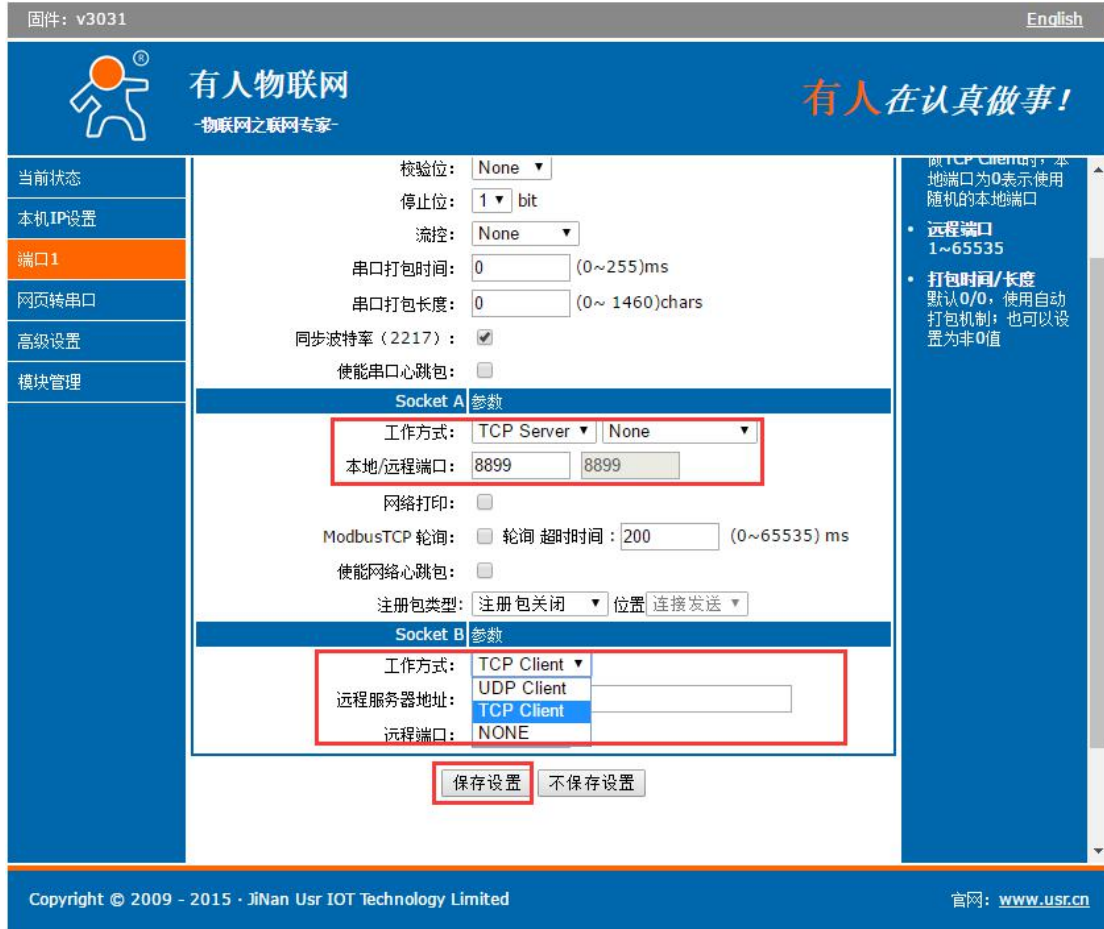 固件：v3031
English
®
有人物联网
-物联网之联网专家-
有人在认真做事!
当前状态
本机IP设置
端口1
网页转串口
高级设置
模块管理
校验位： None
停止位： 1 bit
流控： None
串口打包时间： 0 (0~255)ms
串口打包长度： 0 (0~ 1460)chars
同步波特率（2217）：
使能串口心跳包：
Socket A 参数
工作方式： TCP Server None
本地/远程端口： 8899 8899
网络打印：
ModbusTCP 轮询： 轮询 超时时间：200 (0~65535) ms
使能网络心跳包：
注册包类型： 注册包关闭 位置 连接发送
Socket B 参数
工作方式： TCP Client
UDP Client
远程服务器地址：
TCP Client
远程端口： NONE
保存设置 不保存设置
做TCP Client时，本
地端口为0表示使用
随机的本地端口
• 远程端口
1~65535
• 打包时间/长度
默认0/0，使用自动
打包机制；也可以设
置为非0值
Copyright © 2009 - 2015 · JiNan Usr IOT Technology Limited
官网：www.usr.cn